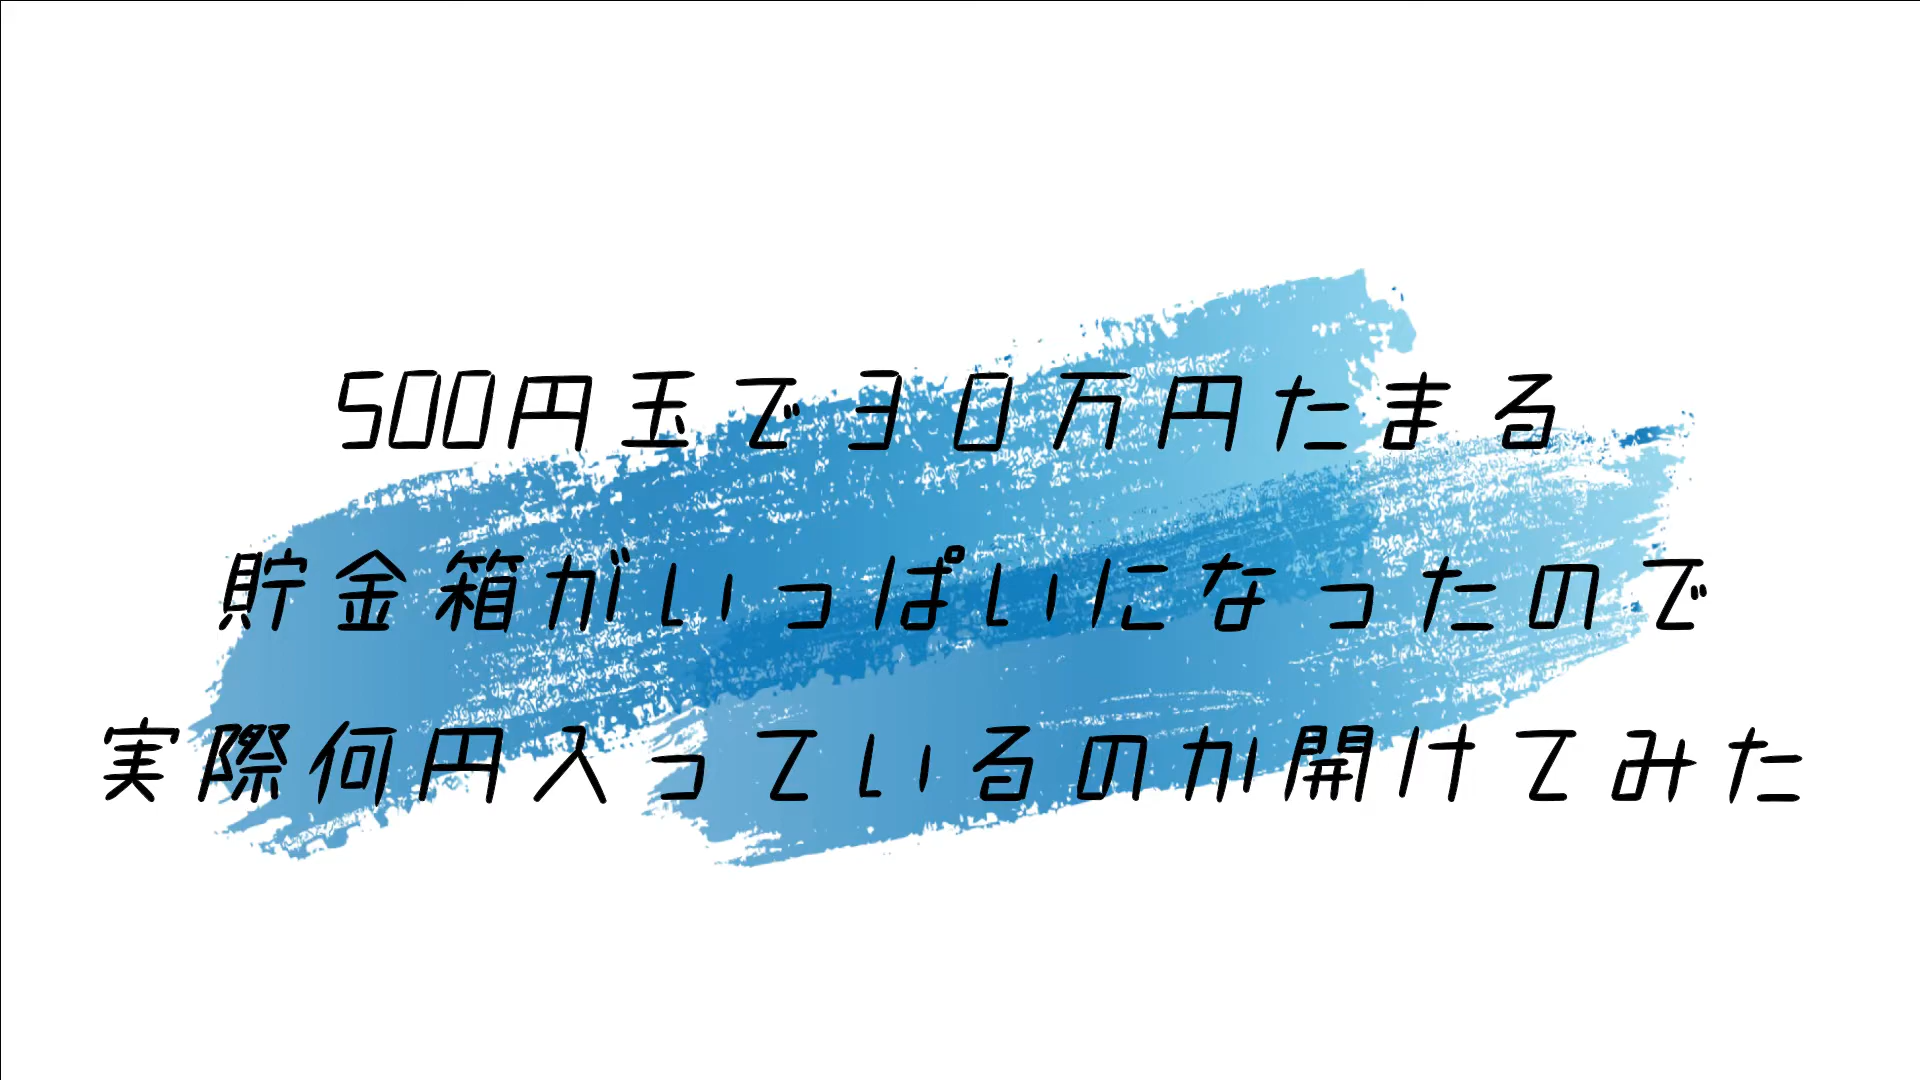 500円玉で３０万円たまる
貯金箱がいっぱいになったので
実際何円入っているのか開けてみた